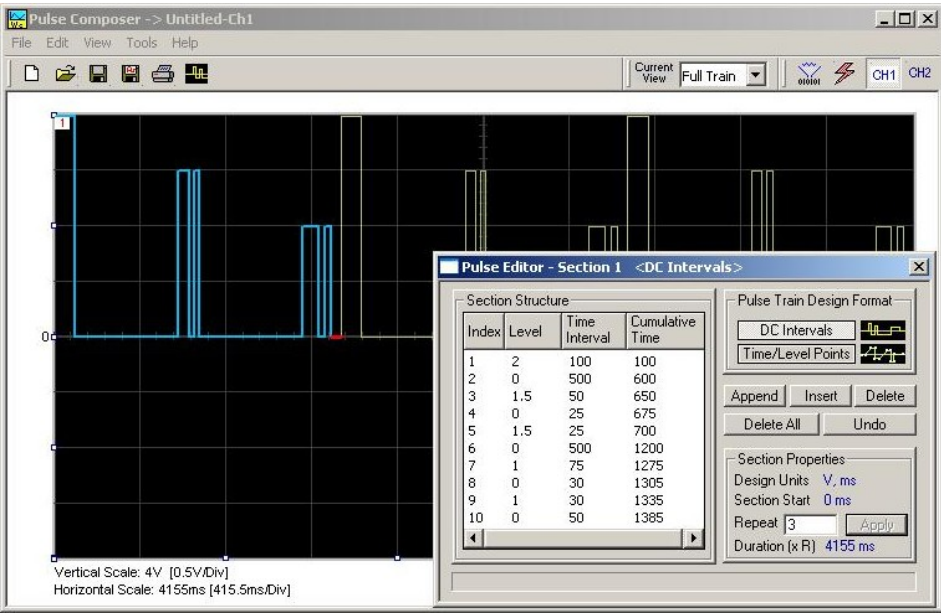 Pulse Composer -> Untitled-Ch1
File Edit View Tools Help
Current View Full Train
010101
CH1 CH2
1
0
Vertical Scale: 4V [0.5V/Div]
Horizontal Scale: 4155ms [415.5ms/Div]
Pulse Editor - Section 1 <DC Intervals>
Section Structure
Index Level Time Interval Cumulative Time
1 2 100 100
2 0 500 600
3 1.5 50 650
4 0 25 675
5 1.5 25 700
6 0 500 1200
7 1 75 1275
8 0 30 1305
9 1 30 1335
10 0 50 1385
Pulse Train Design Format
DC Intervals
Time/Level Points
Append Insert Delete
Delete All Undo
Section Properties
Design Units V, ms
Section Start 0 ms
Repeat 3 Apply
Duration (x R) 4155 ms